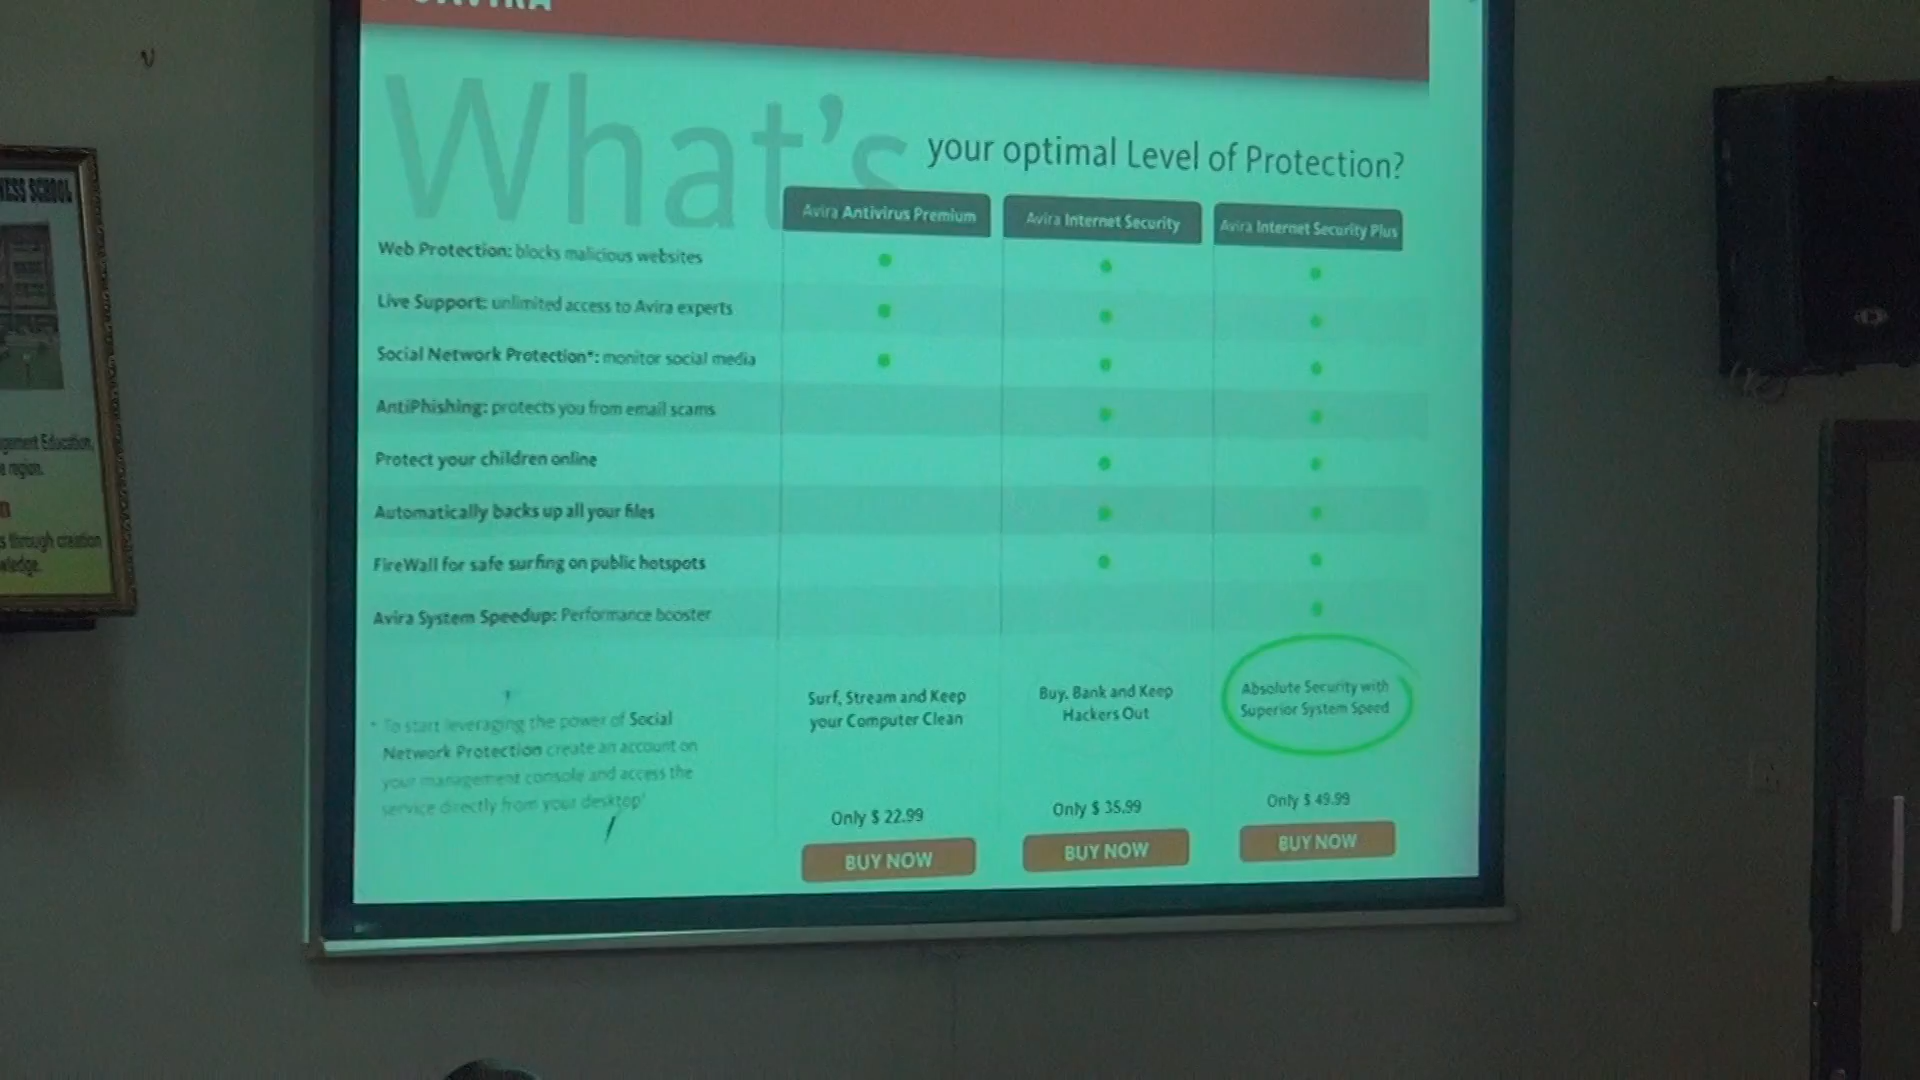 What's your optimal Level of Protection?
Avira Antivirus Premium
Avira Internet Security
Avira Internet Security Plus
Web Protection: blocks malicious websites
Live Support: unlimited access to Avira experts
Social Network Protection*: monitor social media
AntiPhishing: protects you from email scams
Protect your children online
Automatically backs up all your files
FireWall for safe surfing on public hotspots
Avira System Speedup: Performance booster
* To start leveraging the power of Social
Network Protection create an account on
your management console and access the
service directly from your desktop
Surf, Stream and Keep
your Computer Clean
Buy, Bank and Keep
Hackers Out
Absolute Security with
Superior System Speed
Only $ 22.99
Only $ 35.99
Only $ 49.99
BUY NOW
BUY NOW
BUY NOW
SCHOOL
Education,
region.
through creation